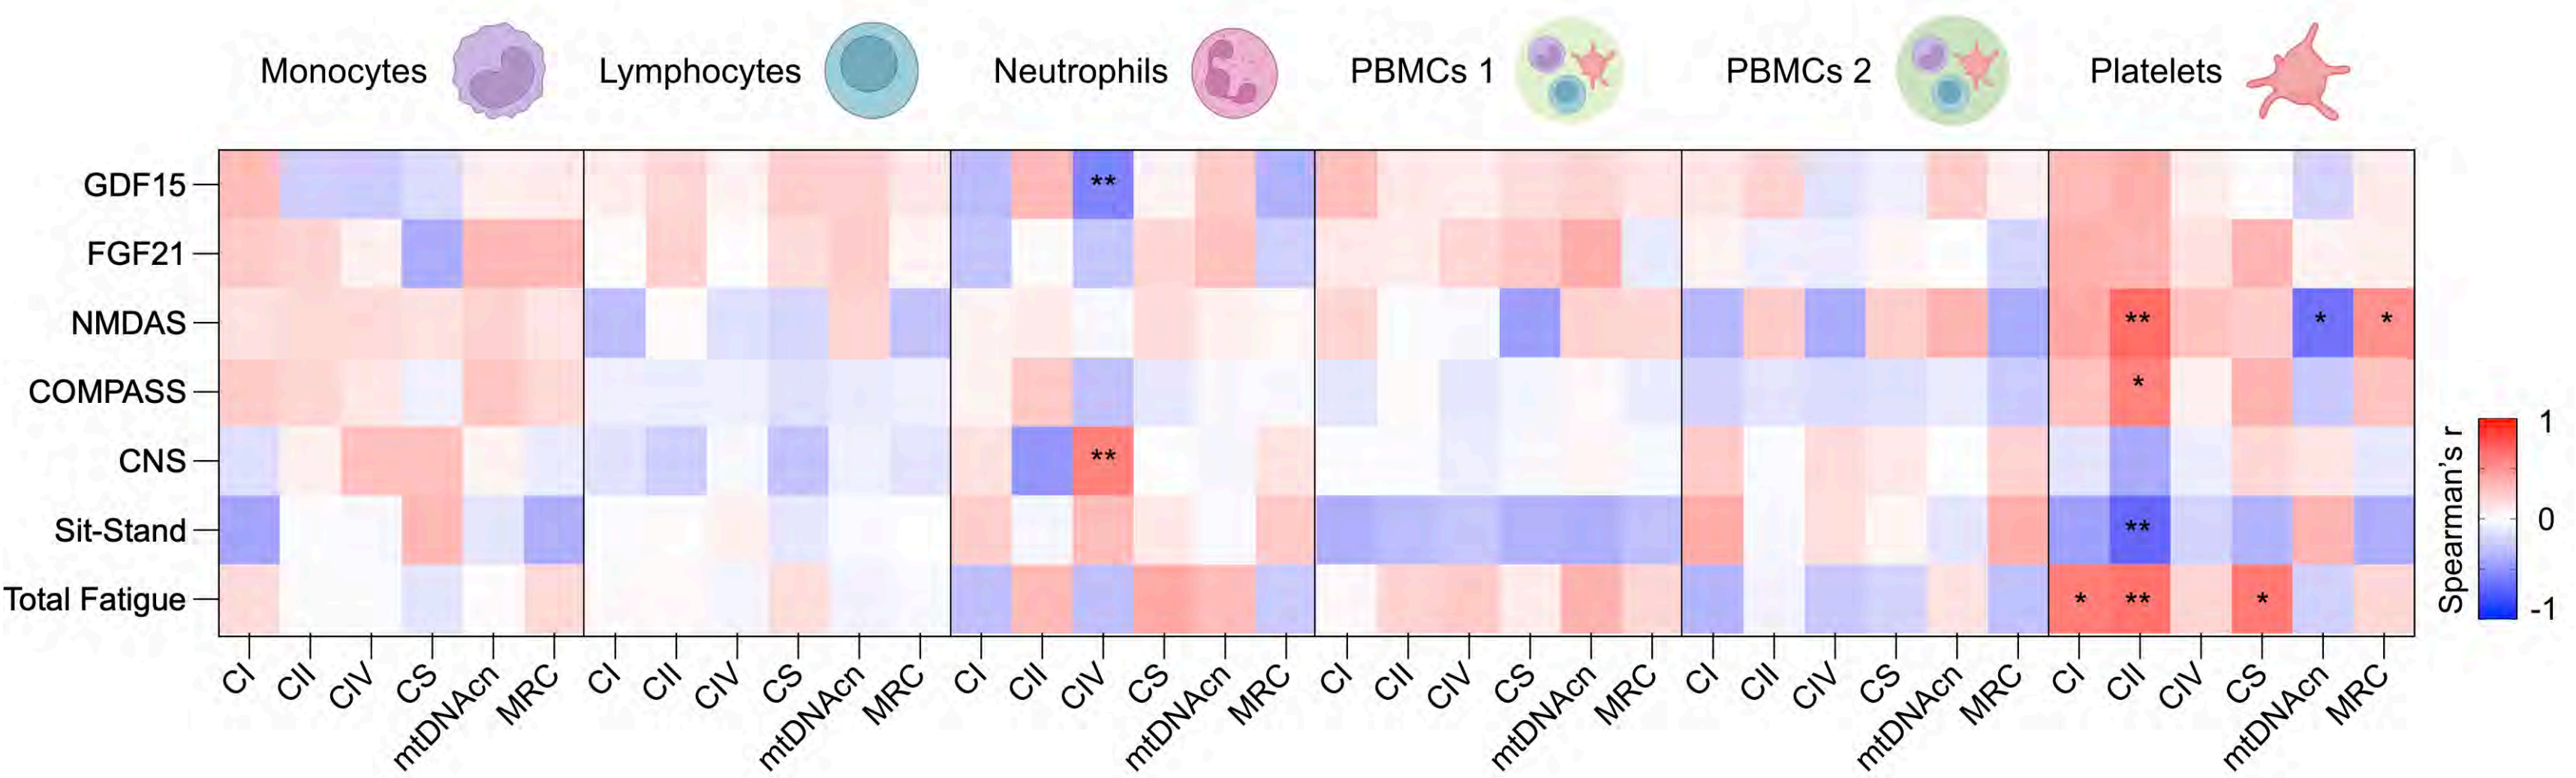 Monocytes Lymphocytes Neutrophils PBMCs 1 PBMCs 2 Platelets
GDF15 **
FGF21
NMDAS ** * *
COMPASS *
CNS **
Sit-Stand **
Total Fatigue * ** *
CI CII CIV CS mtDNAcn MRC CI CII CIV CS mtDNAcn MRC CI CII CIV CS mtDNAcn MRC CI CII CIV CS mtDNAcn MRC CI CII CIV CS mtDNAcn MRC CI CII CIV CS mtDNAcn MRC
Spearman's r
1
0
-1